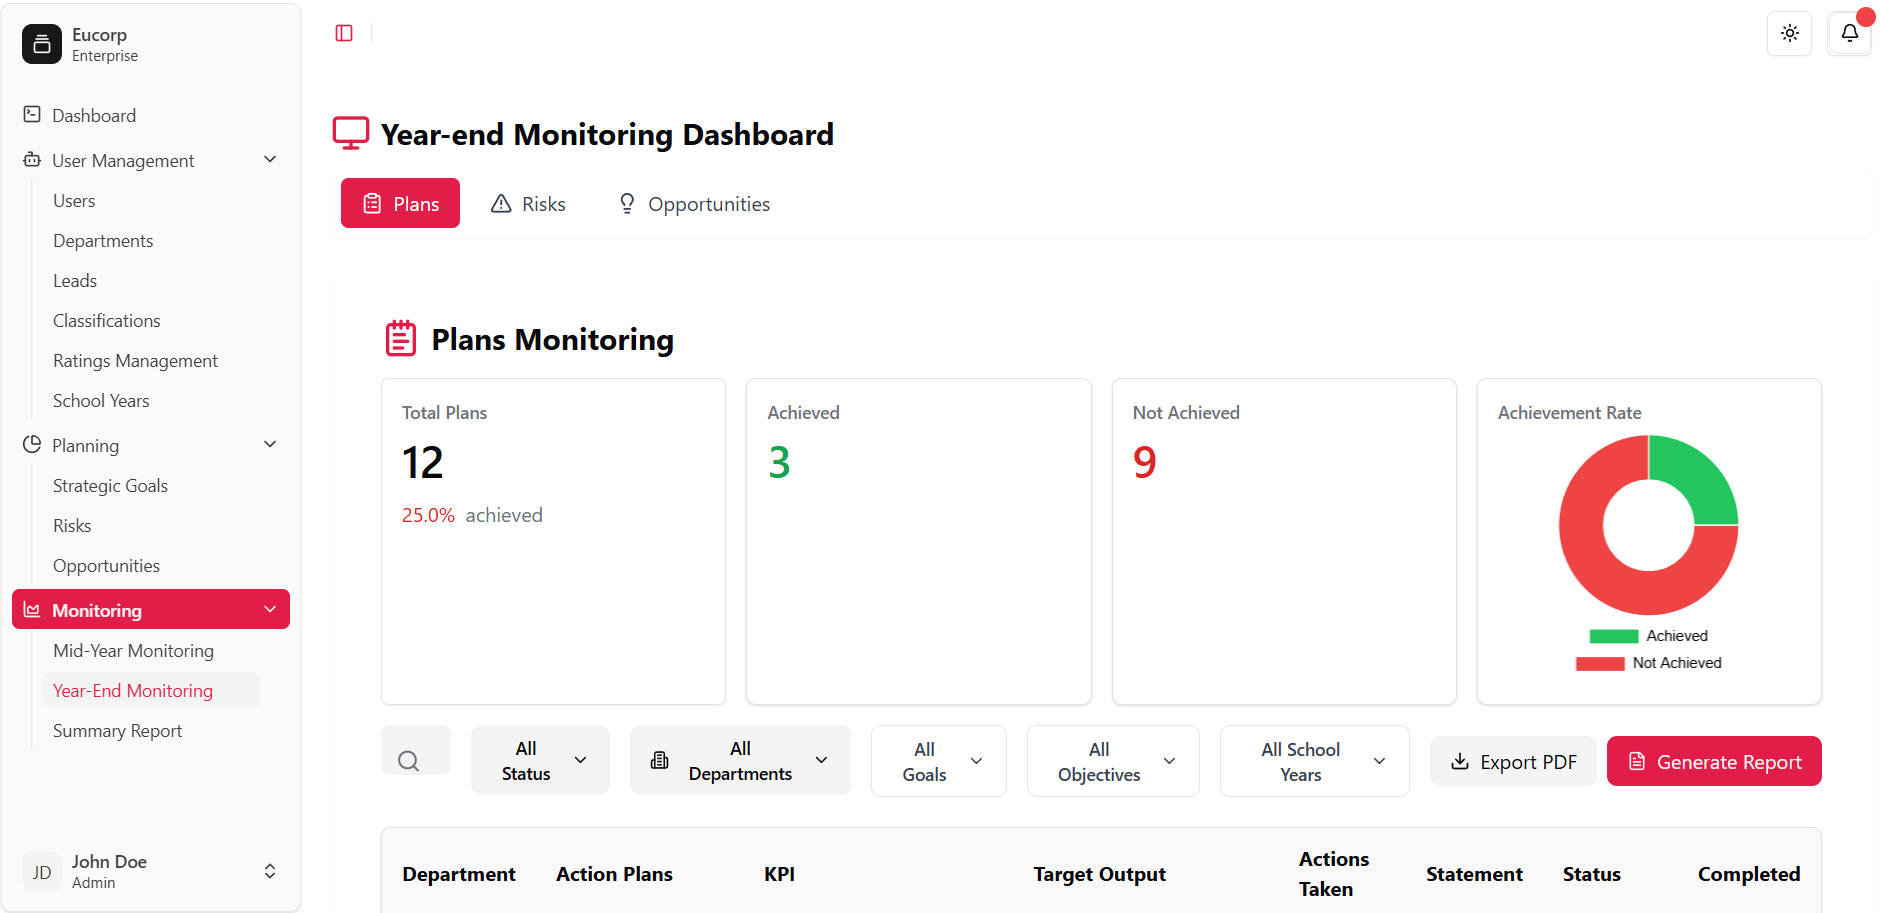 Eucorp
Enterprise
Dashboard
User Management
Users
Departments
Leads
Classifications
Ratings Management
School Years
Planning
Strategic Goals
Risks
Opportunities
Monitoring
Mid-Year Monitoring
Year-End Monitoring
Summary Report
JD
John Doe
Admin
Year-end Monitoring Dashboard
Plans
Risks
Opportunities
Plans Monitoring
Total Plans
12
25.0% achieved
Achieved
3
Not Achieved
9
Achievement Rate
Achieved
Not Achieved
All
Status
All
Departments
All
Goals
All
Objectives
All School
Years
Export PDF
Generate Report
Department
Action Plans
KPI
Target Output
Actions
Taken
Statement
Status
Completed